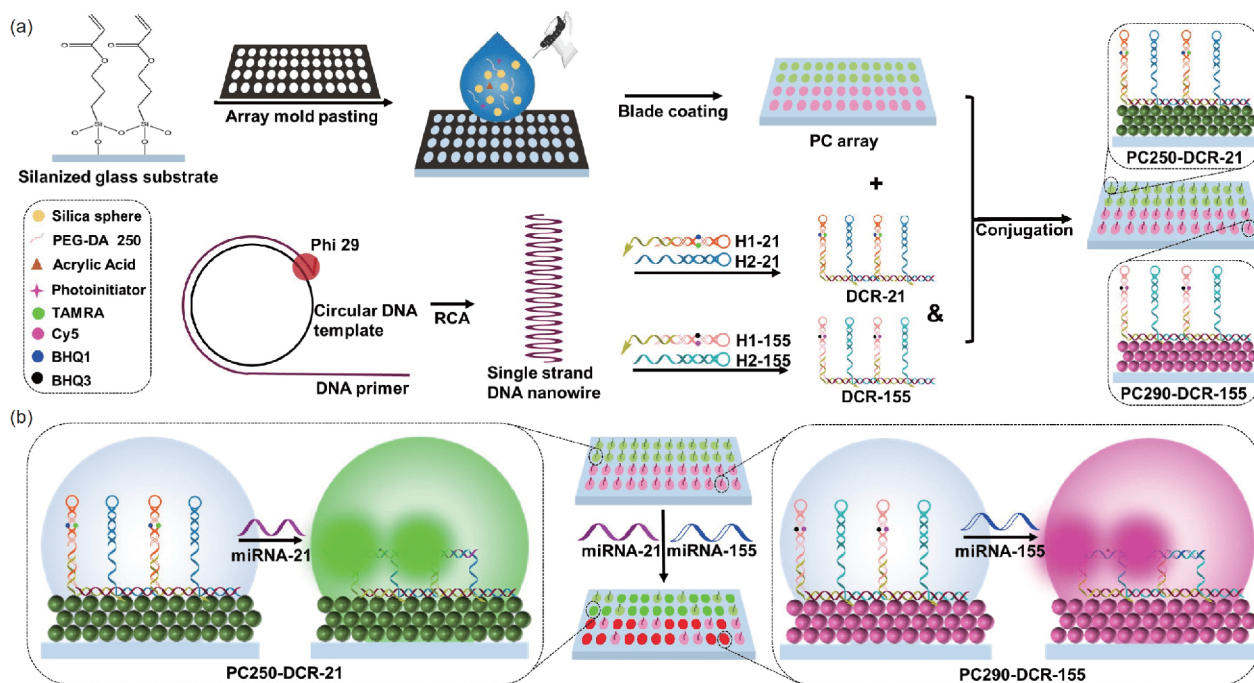 (a)
O
O
O
O
Si
Si
O
O
O
O
O
Silanized glass substrate
Array mold pasting
Blade coating
PC array
+
PC250-DCR-21
Silica sphere
PEG-DA 250
Acrylic Acid
Photoinitiator
TAMRA
Cy5
BHQ1
BHQ3
Phi 29
Circular DNA
template
DNA primer
RCA
Single strand
DNA nanowire
H1-21
H2-21
DCR-21
&
H1-155
H2-155
DCR-155
Conjugation
PC290-DCR-155
(b)
miRNA-21
PC250-DCR-21
miRNA-21
miRNA-155
miRNA-155
PC290-DCR-155